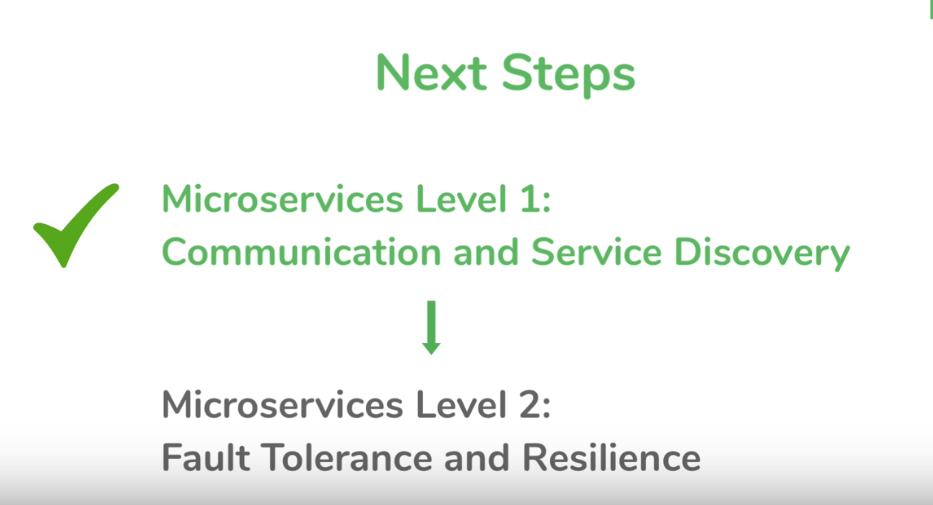 Next Steps
Microservices Level 1:
Communication and Service Discovery
Microservices Level 2:
Fault Tolerance and Resilience